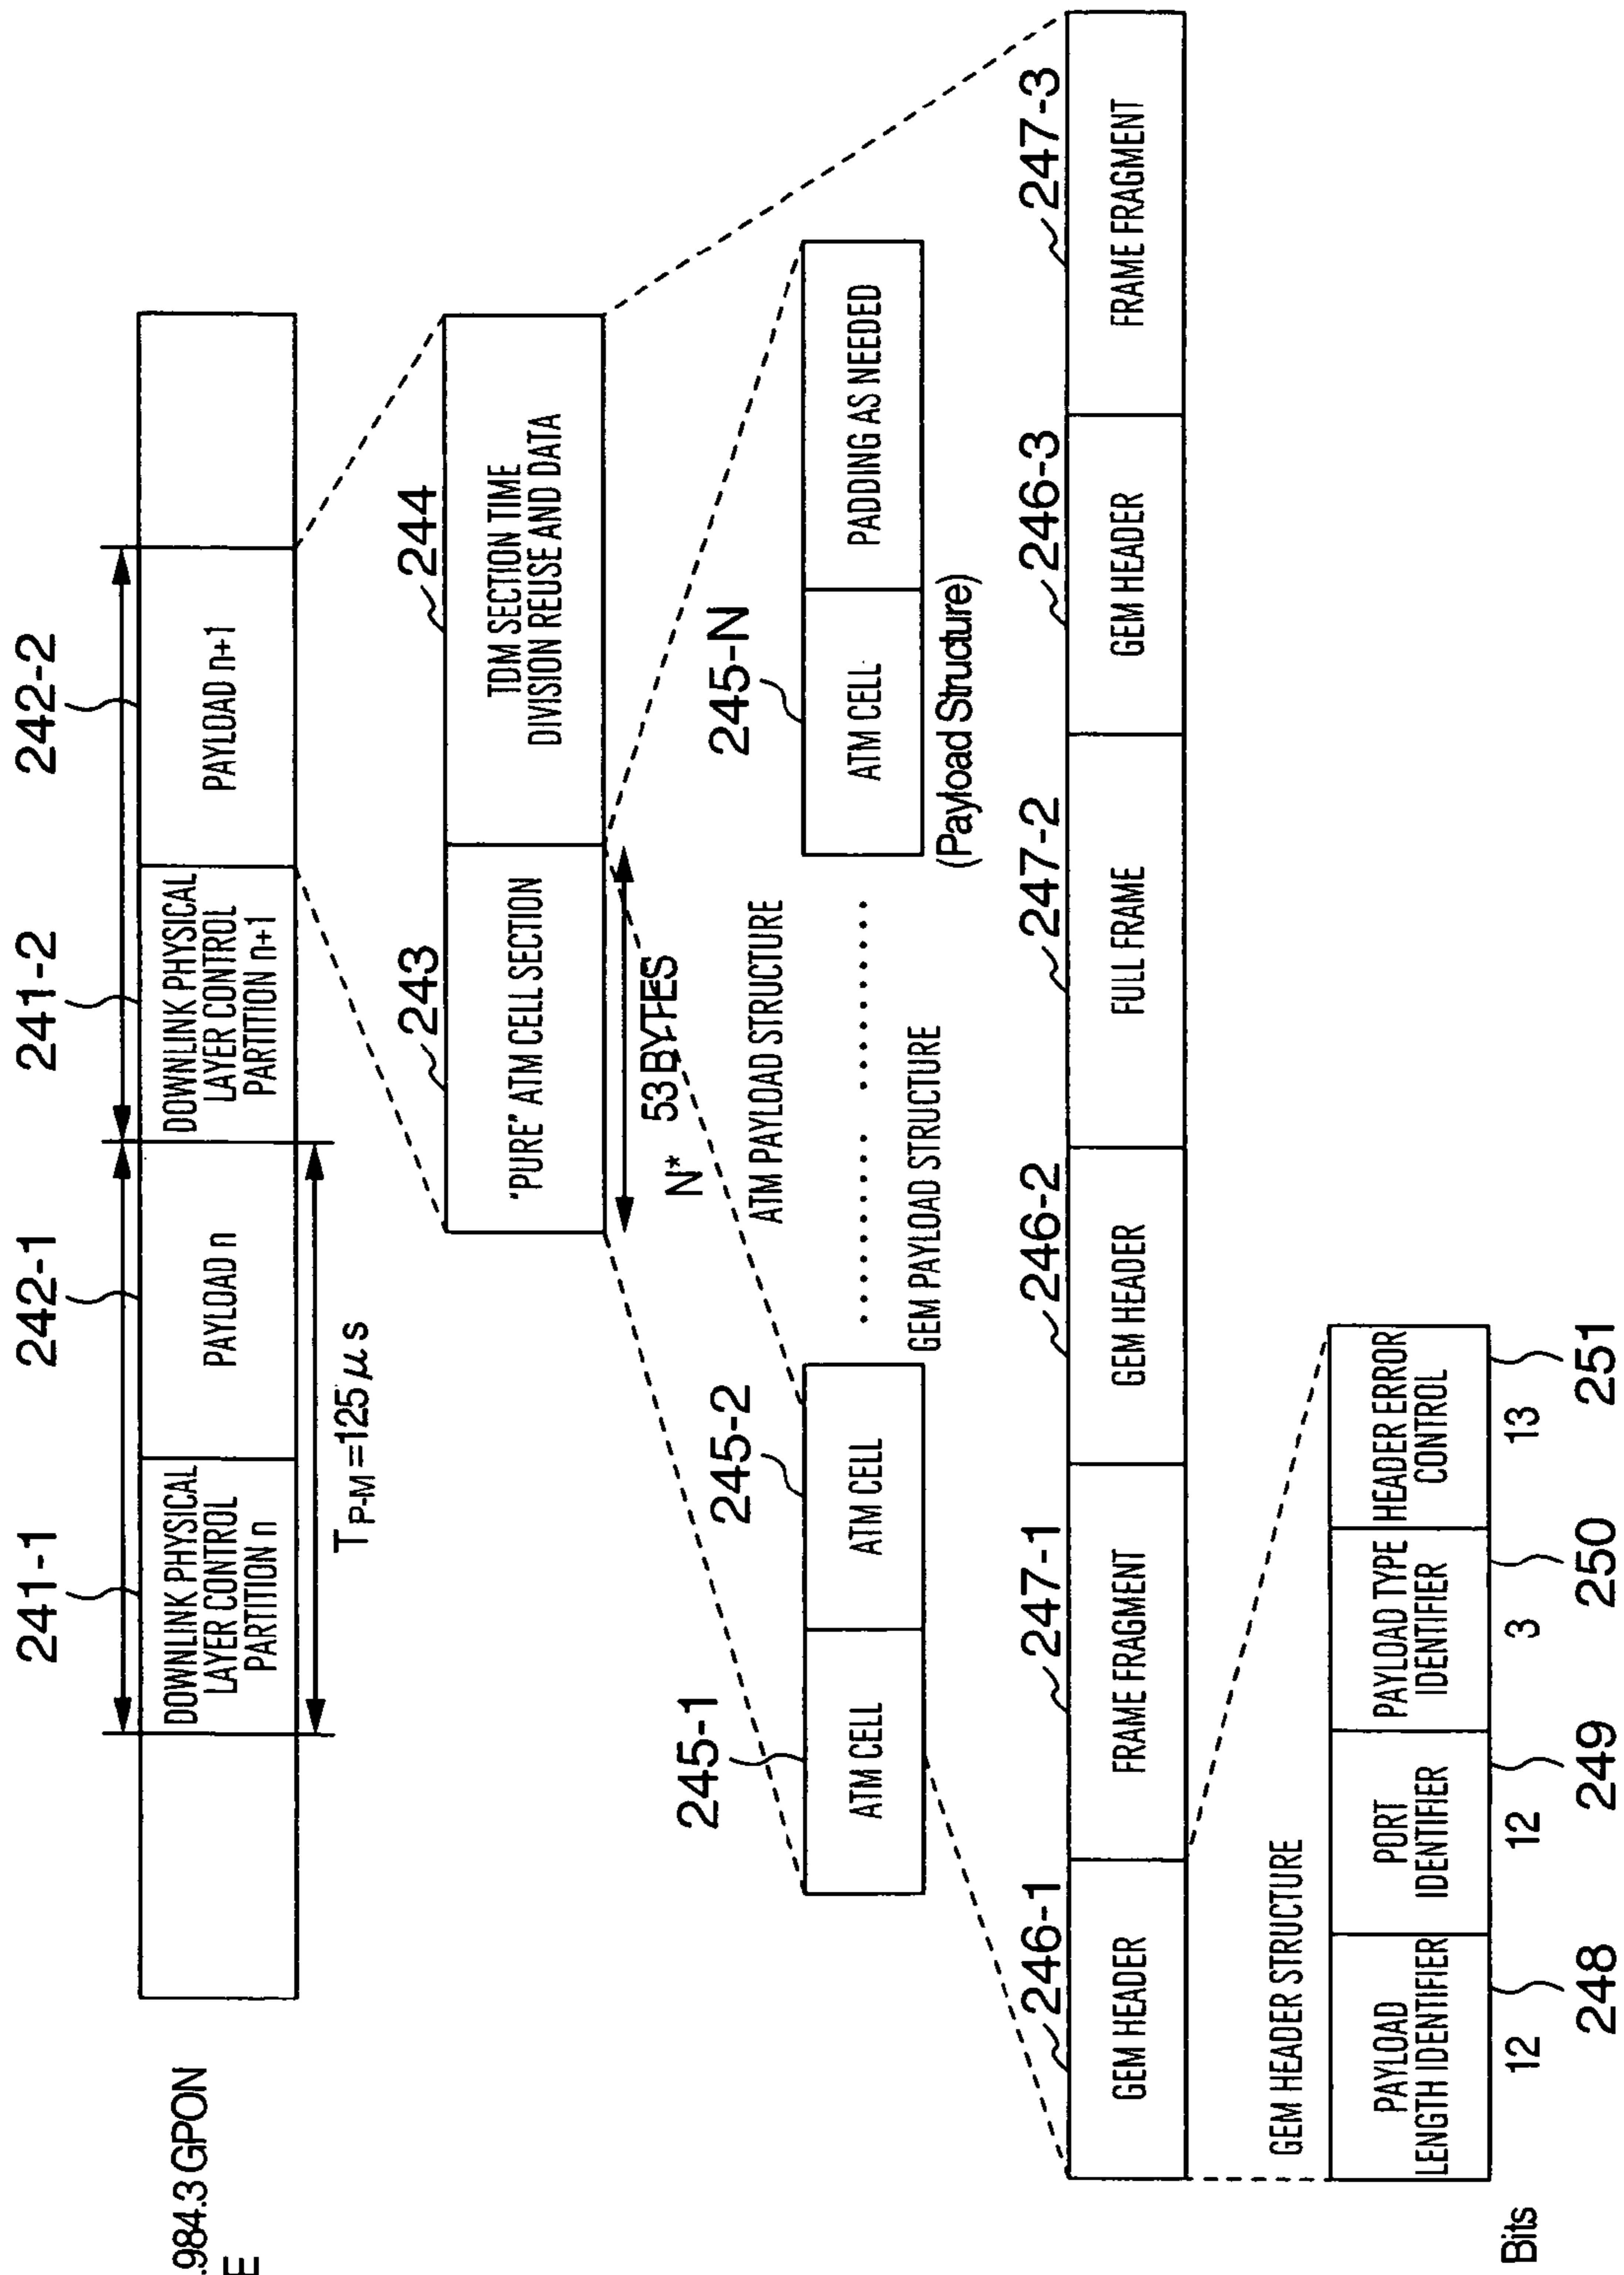 .984.3 GPON
E
241-1
242-1
241-2
242-2
DOWNLINK PHYSICAL
LAYER CONTROL
PARTITION n
PAYLOAD n
DOWNLINK PHYSICAL
LAYER CONTROL
PARTITION n+1
PAYLOAD n+1
TP-M=125μs
243
244
"PURE" ATM CELL SECTION
TDM SECTION TIME
DIVISION REUSE AND DATA
N* 53 BYTES
245-1
245-2
ATM PAYLOAD STRUCTURE
245-N
ATM CELL
ATM CELL
ATM CELL
PADDING AS NEEDED
GEM PAYLOAD STRUCTURE
(Payload Structure)
246-1
247-1
246-2
247-2
246-3
247-3
GEM HEADER
FRAME FRAGMENT
GEM HEADER
FULL FRAME
GEM HEADER
FRAME FRAGMENT
GEM HEADER STRUCTURE
PAYLOAD
LENGTH IDENTIFIER
PORT
IDENTIFIER
PAYLOAD TYPE
IDENTIFIER
HEADER ERROR
CONTROL
Bits
12
12
3
13
248
249
250
251